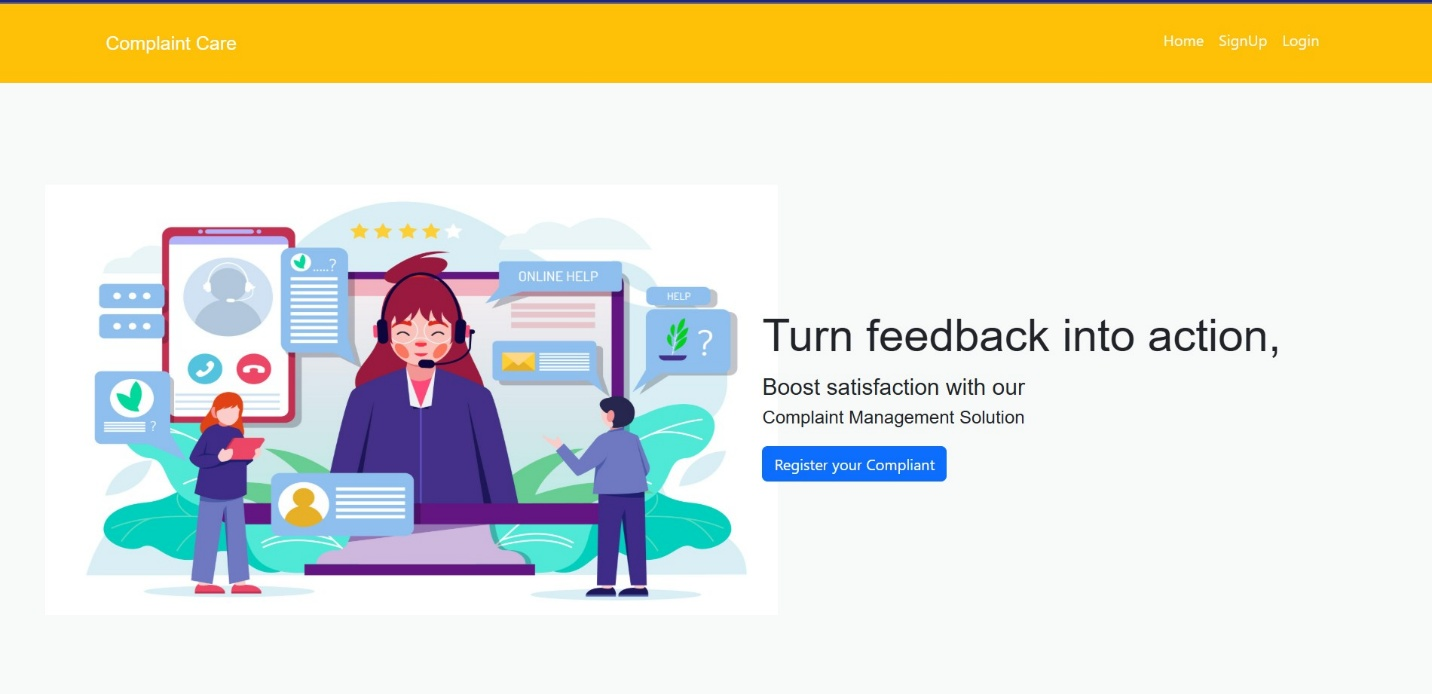 Complaint Care
Home SignUp Login
.....?
ONLINE HELP
HELP
?
?
Turn feedback into action,
Boost satisfaction with our
Complaint Management Solution
Register your Compliant